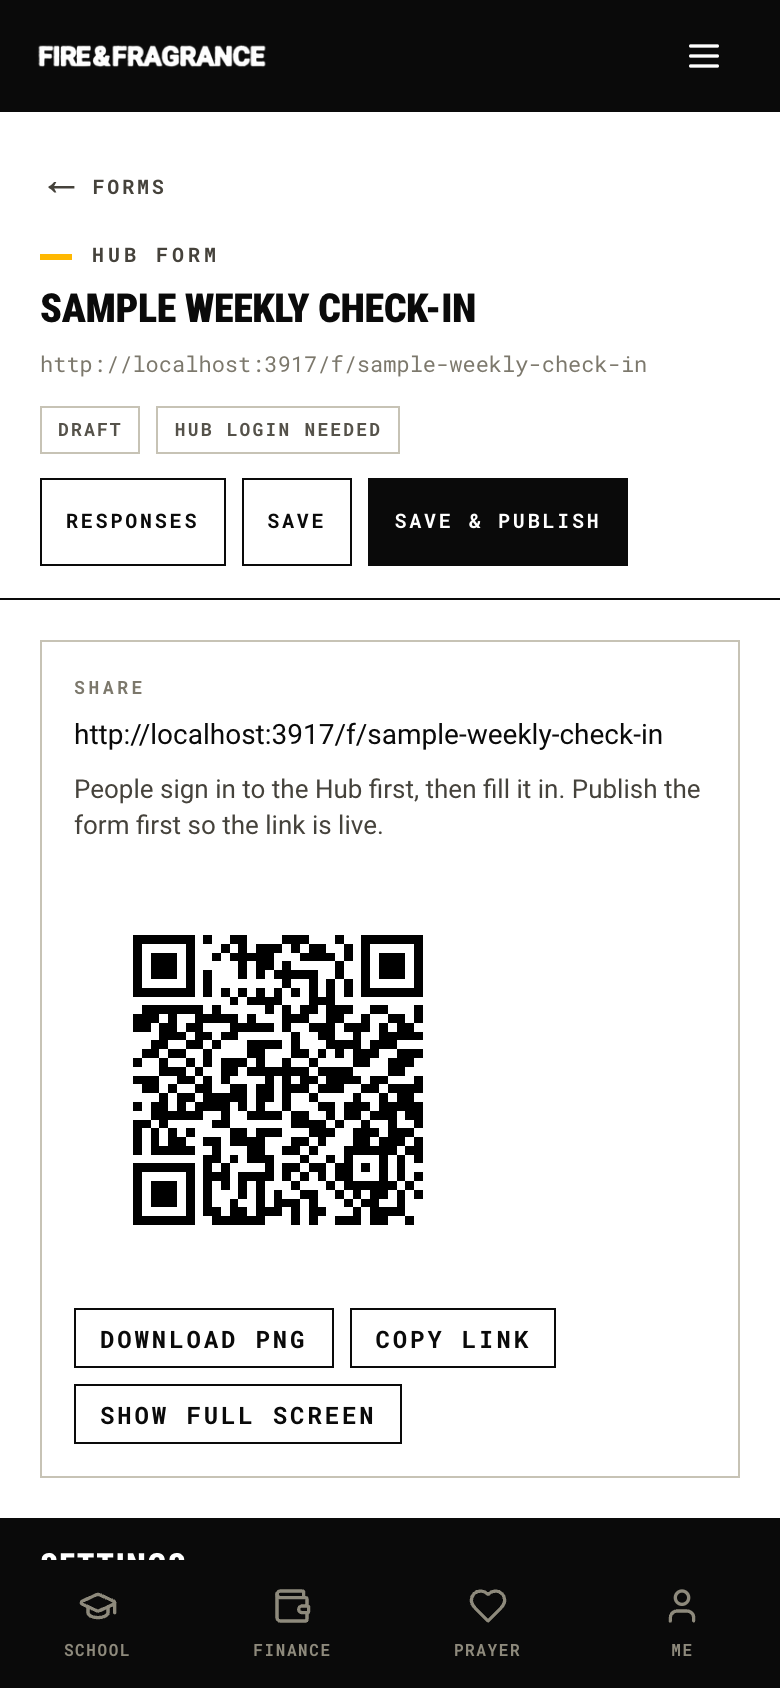 FIRE&FRAGRANCE
← FORMS
HUB FORM
SAMPLE WEEKLY CHECK-IN
http://localhost:3917/f/sample-weekly-check-in
DRAFT HUB LOGIN NEEDED
RESPONSES SAVE SAVE & PUBLISH
SHARE
http://localhost:3917/f/sample-weekly-check-in
People sign in to the Hub first, then fill it in. Publish the
form first so the link is live.
DOWNLOAD PNG COPY LINK
SHOW FULL SCREEN
SETTINGS
SCHOOL FINANCE PRAYER ME